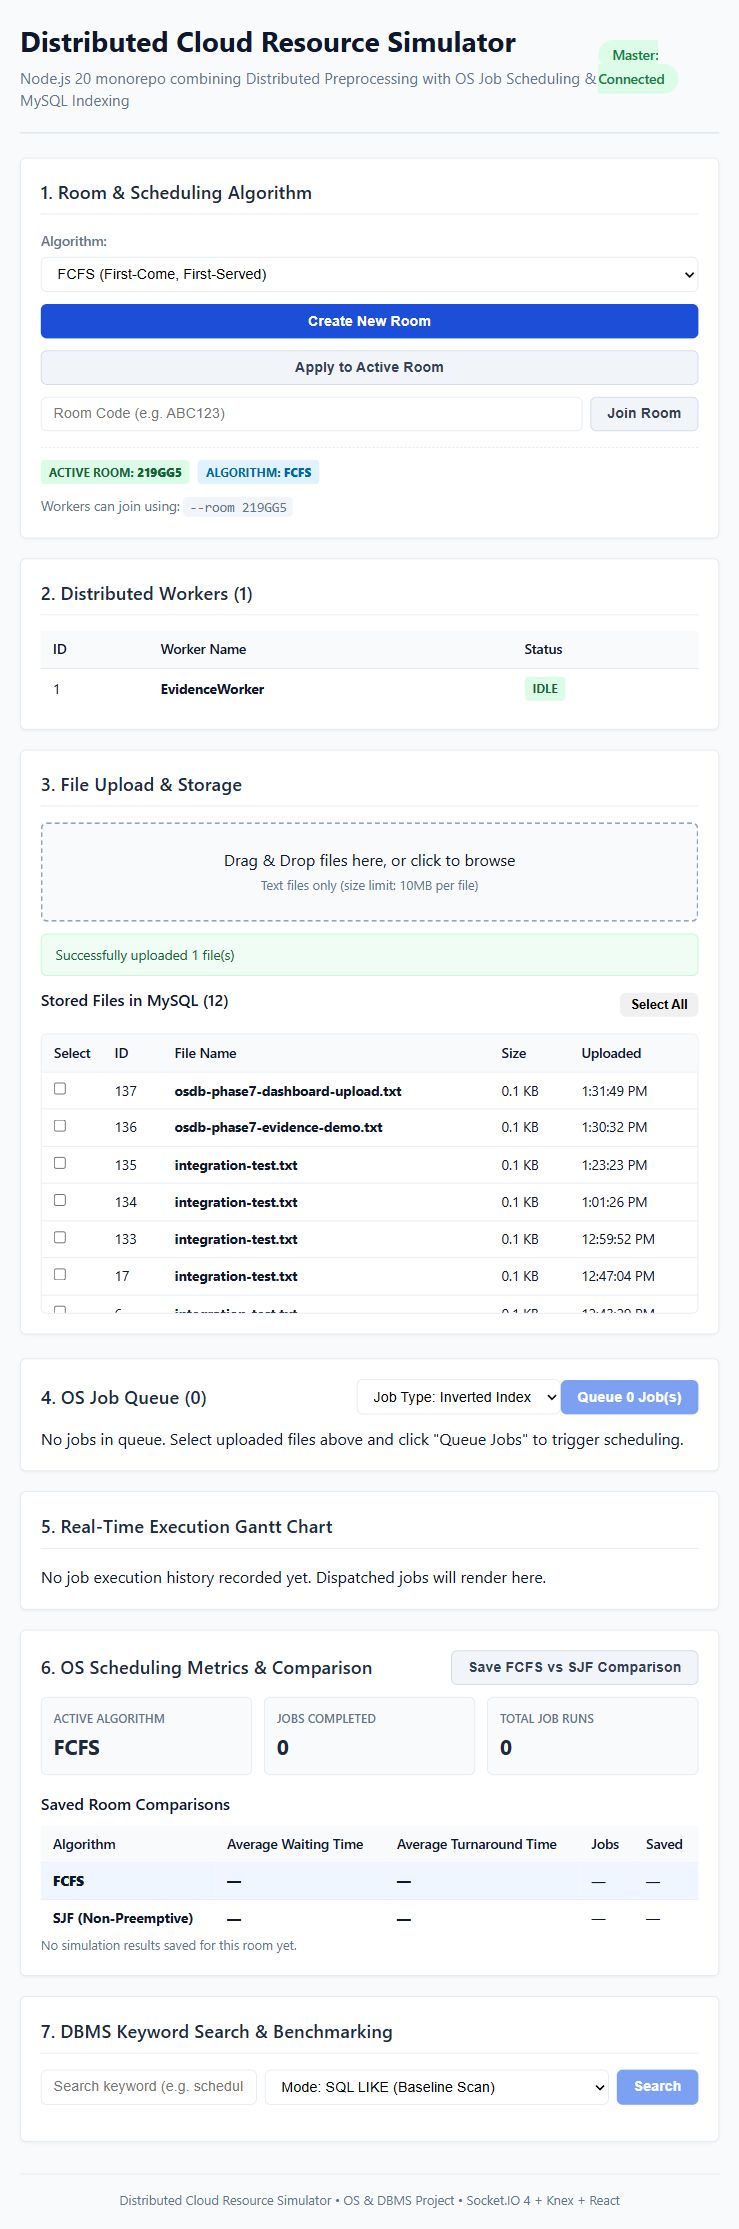 Distributed Cloud Resource Simulator
Node.js 20 monorepo combining Distributed Preprocessing with OS Job Scheduling &
MySQL Indexing
Master:
Connected
1. Room & Scheduling Algorithm
Algorithm:
FCFS (First-Come, First-Served)
Create New Room
Apply to Active Room
Room Code (e.g. ABC123)
Join Room
ACTIVE ROOM: 219GG5 ALGORITHM: FCFS
Workers can join using: --room 219GG5
2. Distributed Workers (1)
ID Worker Name Status
1 EvidenceWorker IDLE
3. File Upload & Storage
Drag & Drop files here, or click to browse
Text files only (size limit: 10MB per file)
Successfully uploaded 1 file(s)
Stored Files in MySQL (12) Select All
Select ID File Name Size Uploaded
137 osdb-phase7-dashboard-upload.txt 0.1 KB 1:31:49 PM
136 osdb-phase7-evidence-demo.txt 0.1 KB 1:30:32 PM
135 integration-test.txt 0.1 KB 1:23:23 PM
134 integration-test.txt 0.1 KB 1:01:26 PM
133 integration-test.txt 0.1 KB 12:59:52 PM
17 integration-test.txt 0.1 KB 12:47:04 PM
integration-test.txt 0.1 KB
4. OS Job Queue (0) Job Type: Inverted Index Queue 0 Job(s)
No jobs in queue. Select uploaded files above and click "Queue Jobs" to trigger scheduling.
5. Real-Time Execution Gantt Chart
No job execution history recorded yet. Dispatched jobs will render here.
6. OS Scheduling Metrics & Comparison Save FCFS vs SJF Comparison
ACTIVE ALGORITHM JOBS COMPLETED TOTAL JOB RUNS
FCFS 0 0
Saved Room Comparisons
Algorithm Average Waiting Time Average Turnaround Time Jobs Saved
FCFS — — — —
SJF (Non-Preemptive) — — — —
No simulation results saved for this room yet.
7. DBMS Keyword Search & Benchmarking
Search keyword (e.g. schedul Mode: SQL LIKE (Baseline Scan) Search
Distributed Cloud Resource Simulator • OS & DBMS Project • Socket.IO 4 + Knex + React